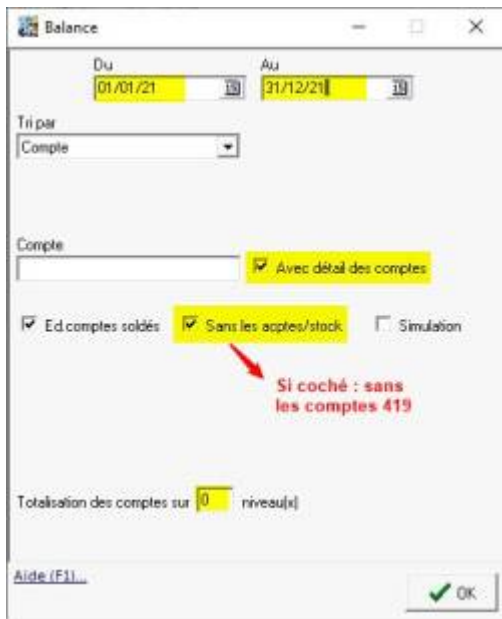 Balance
Du Au
01/01/21 31/12/21
Tri par
Compte
Compte
Avec détail des comptes
Ed.comptes soldés Sans les acptes/stock Simulation
Si coché : sans
les comptes 419
Totalisation des comptes sur 0 niveau(x)
Aide (F1)...
OK